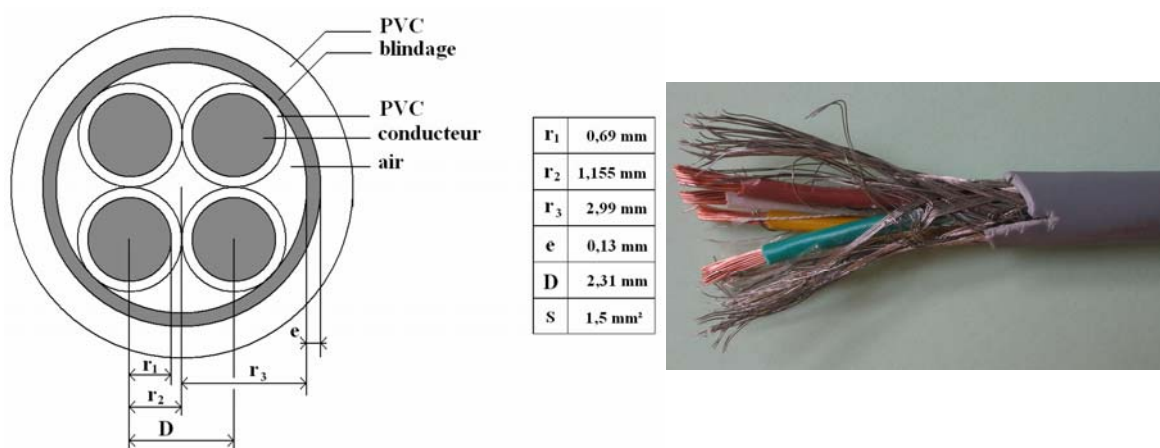 PVC
blindage
PVC
conducteur
air
e
r₁
r₃
r₂
D
r₁ 0,69 mm
r₂ 1,155 mm
r₃ 2,99 mm
e 0,13 mm
D 2,31 mm
S 1,5 mm²